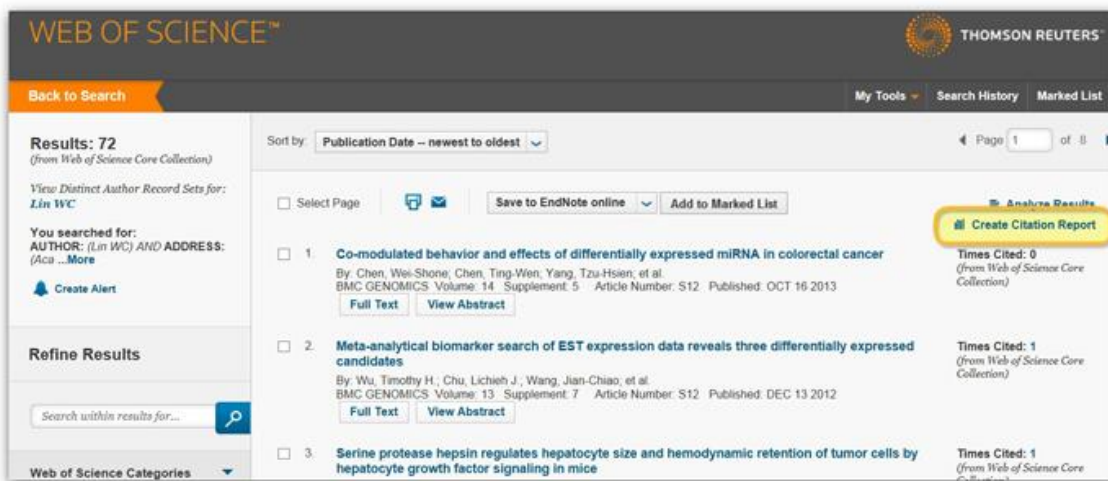 WEB OF SCIENCE™
THOMSON REUTERS™
Back to Search
My Tools
Search History
Marked List
Results: 72
(from Web of Science Core Collection)
View Distinct Author Record Sets for:
Lin WC
You searched for:
AUTHOR: (Lin WC) AND ADDRESS:
(Aca ...More
Create Alert
Refine Results
Search within results for...
Web of Science Categories
Sort by: Publication Date -- newest to oldest
Page 1 of 8
Select Page
Save to EndNote online
Add to Marked List
Analyze Results
Create Citation Report
1. Co-modulated behavior and effects of differentially expressed miRNA in colorectal cancer
By: Chen, Wei-Shone; Chen, Ting-Wen; Yang, Tzu-Hsien; et al.
BMC GENOMICS Volume: 14 Supplement: 5 Article Number: S12 Published: OCT 16 2013
Full Text View Abstract
Times Cited: 0
(from Web of Science Core
Collection)
2. Meta-analytical biomarker search of EST expression data reveals three differentially expressed
candidates
By: Wu, Timothy H.; Chu, Lichieh J.; Wang, Jian-Chiao; et al.
BMC GENOMICS Volume: 13 Supplement: 7 Article Number: S12 Published: DEC 13 2012
Full Text View Abstract
Times Cited: 1
(from Web of Science Core
Collection)
3. Serine protease hepsin regulates hepatocyte size and hemodynamic retention of tumor cells by
hepatocyte growth factor signaling in mice
Times Cited: 1
(from Web of Science Core